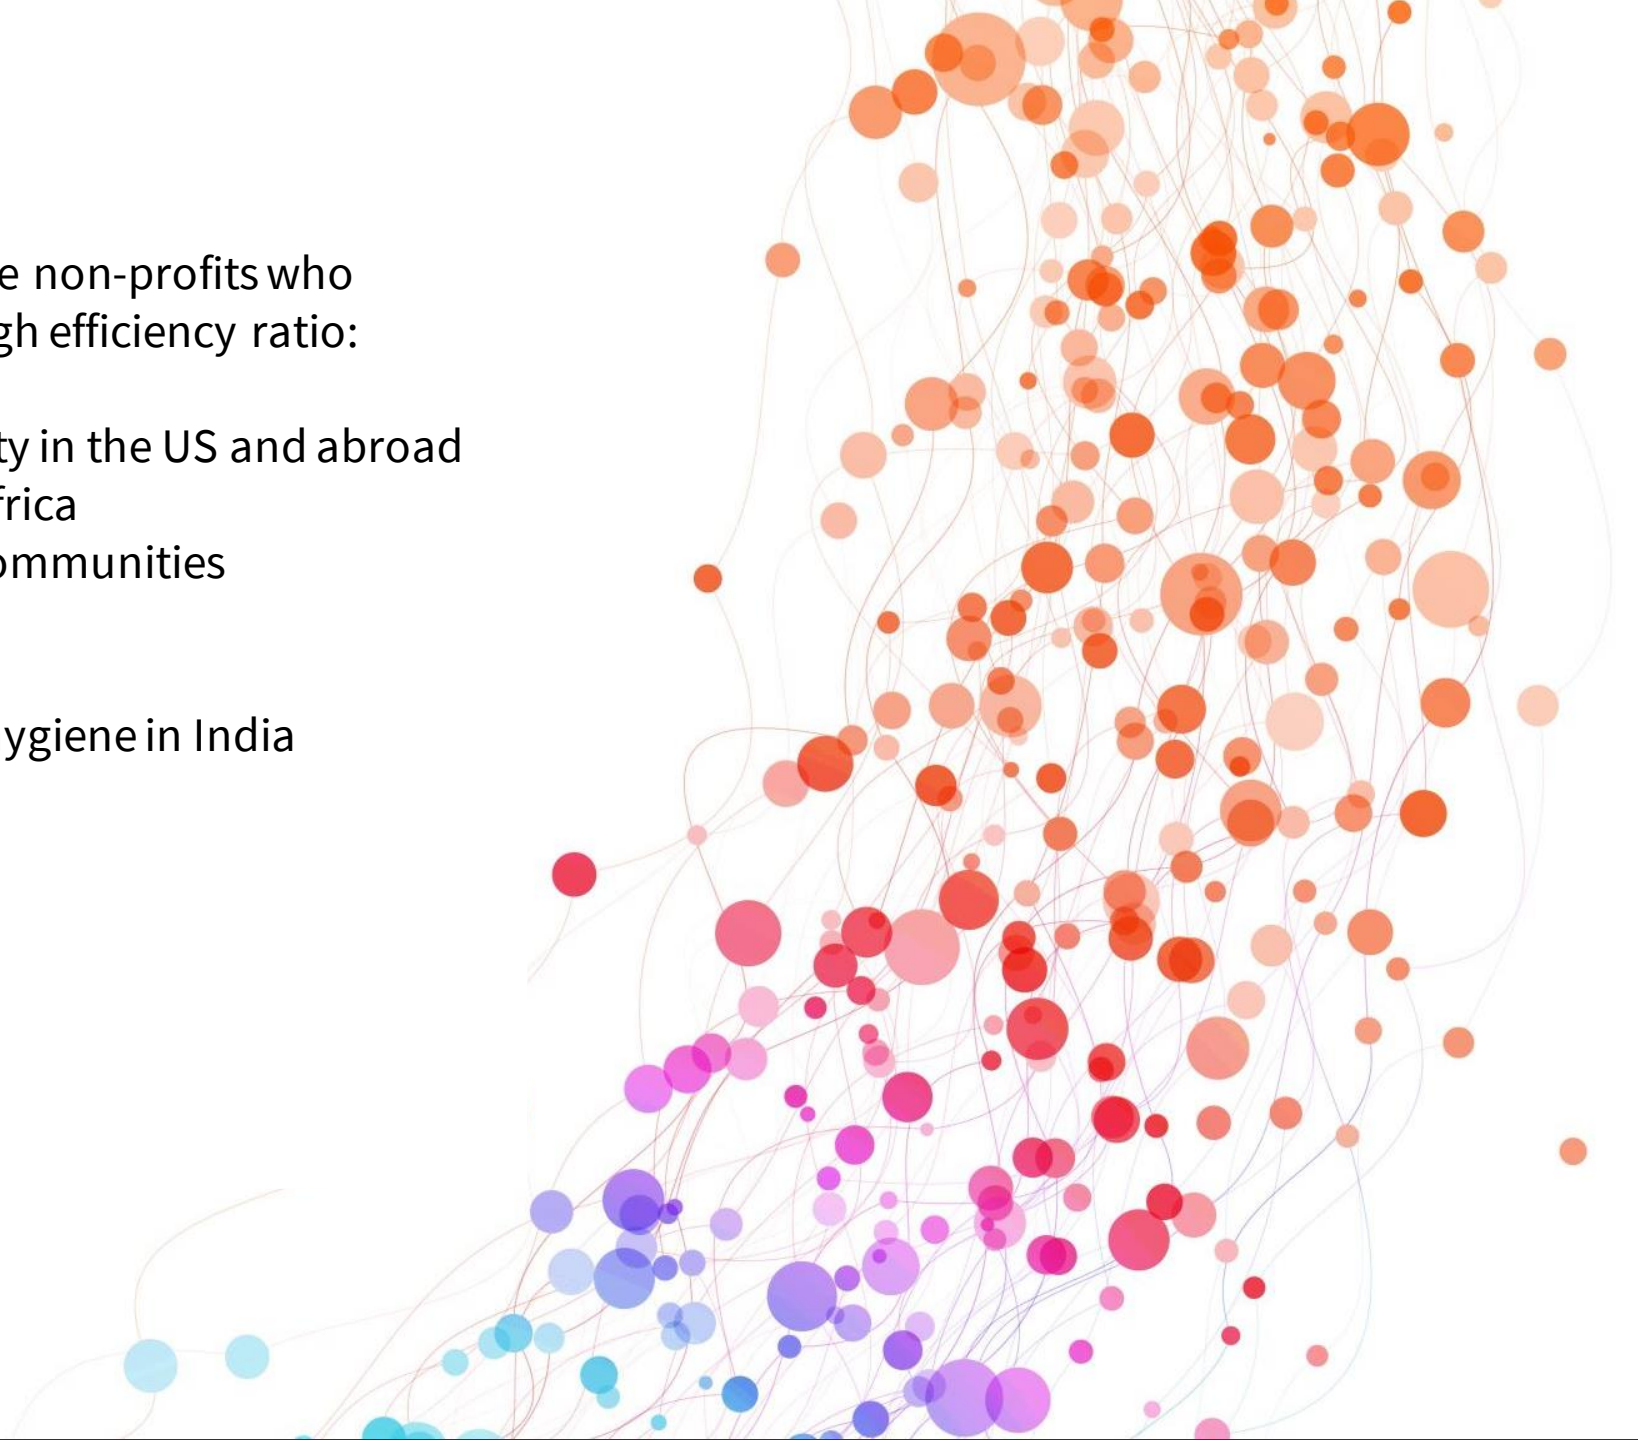 e non-profits who
gh efficiency ratio:
ty in the US and abroad
frica
ommunities
ygiene in India